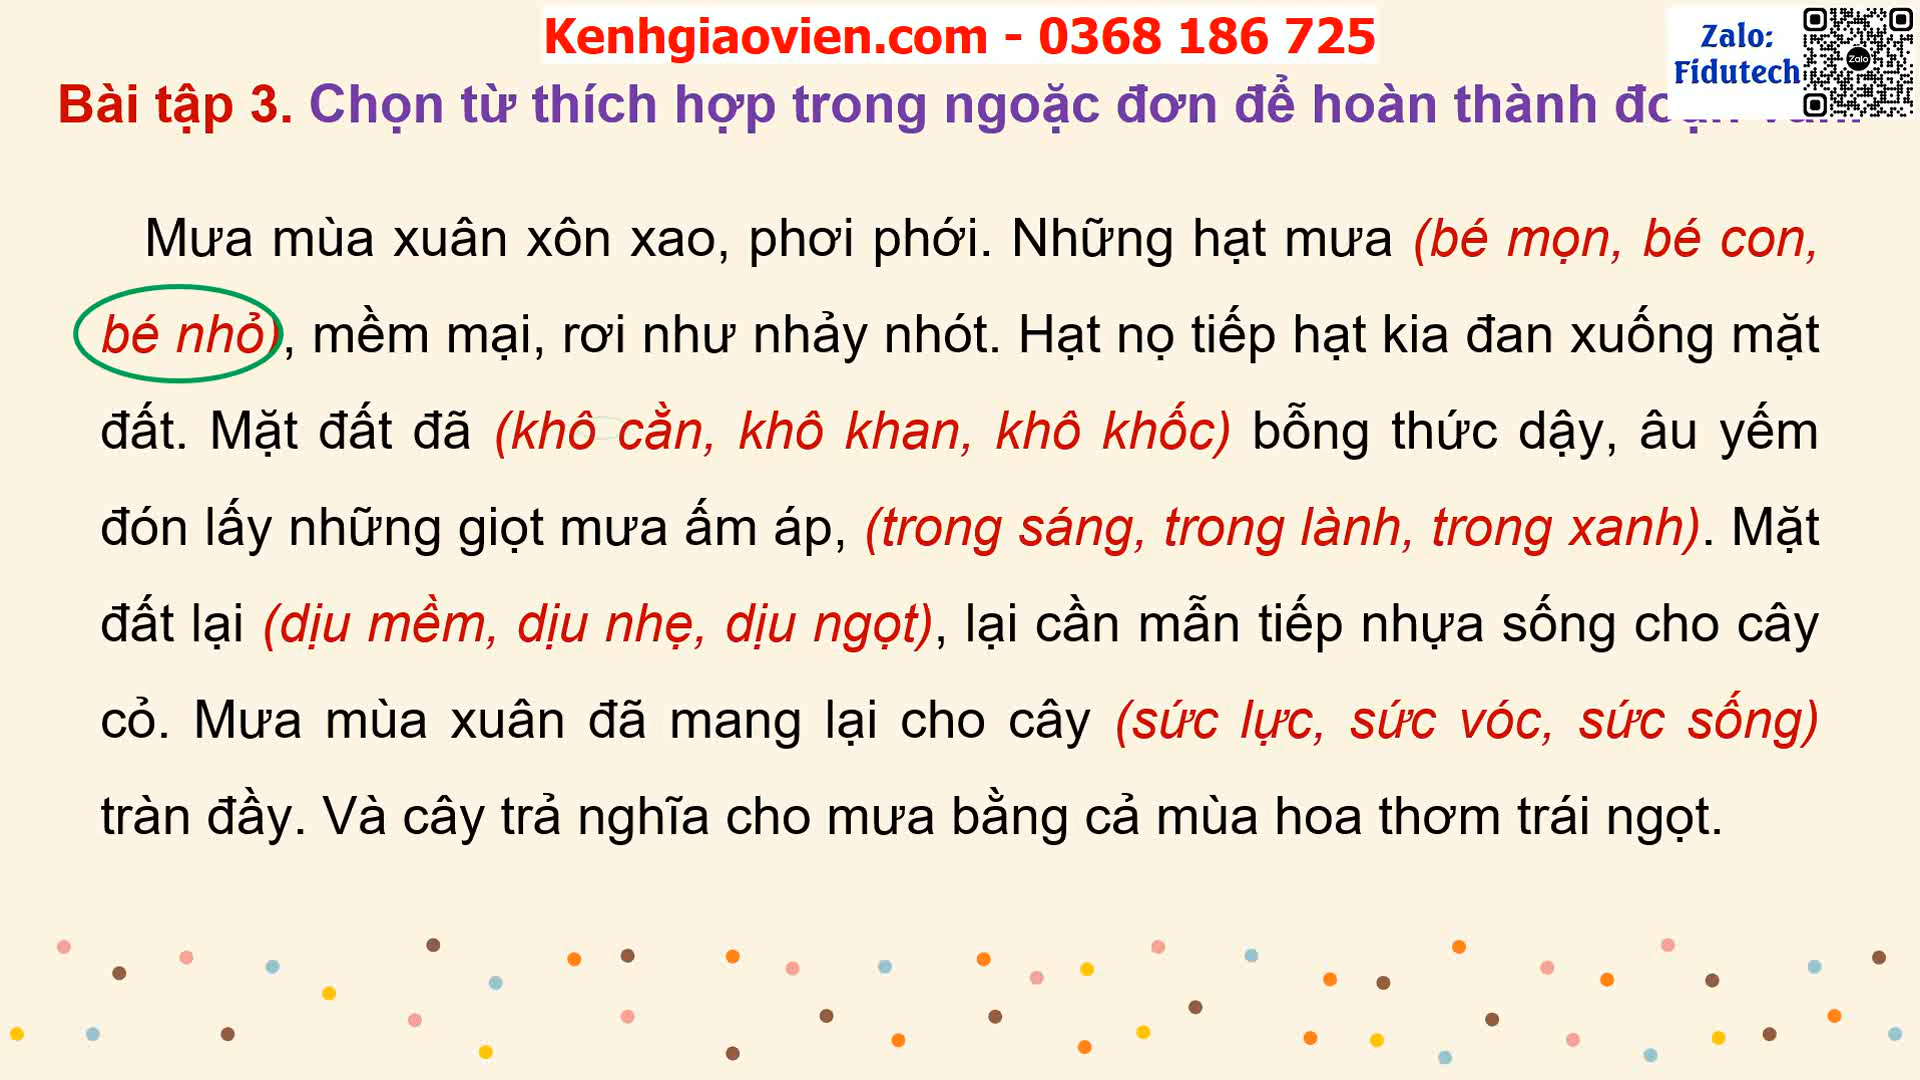 Kenhgiaovien.com - 0368 186 725
Zalo:
Fidutech
Zalo
Bài tập 3. Chọn từ thích hợp trong ngoặc đơn để hoàn thành
Mưa mùa xuân xôn xao, phơi phới. Những hạt mưa (bé mọn, bé con,
bé nhỏ), mềm mại, rơi như nhảy nhót. Hạt nọ tiếp hạt kia đan xuống mặt
đất. Mặt đất đã (khô cằn, khô khan, khô khốc) bỗng thức dậy, âu yếm
đón lấy những giọt mưa ấm áp, (trong sáng, trong lành, trong xanh). Mặt
đất lại (dịu mềm, dịu nhẹ, dịu ngọt), lại cần mẫn tiếp nhựa sống cho cây
cỏ. Mưa mùa xuân đã mang lại cho cây (sức lực, sức vóc, sức sống)
tràn đầy. Và cây trả nghĩa cho mưa bằng cả mùa hoa thơm trái ngọt.